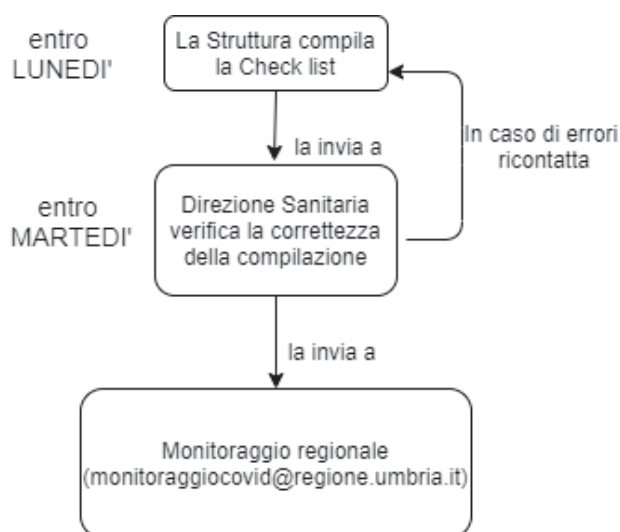 entro
LUNEDI'
La Struttura compila
la Check list
la invia a
In caso di errori
ricontatta
entro
MARTEDI'
Direzione Sanitaria
verifica la correttezza
della compilazione
la invia a
Monitoraggio regionale
(monitoraggiocovid@regione.umbria.it)